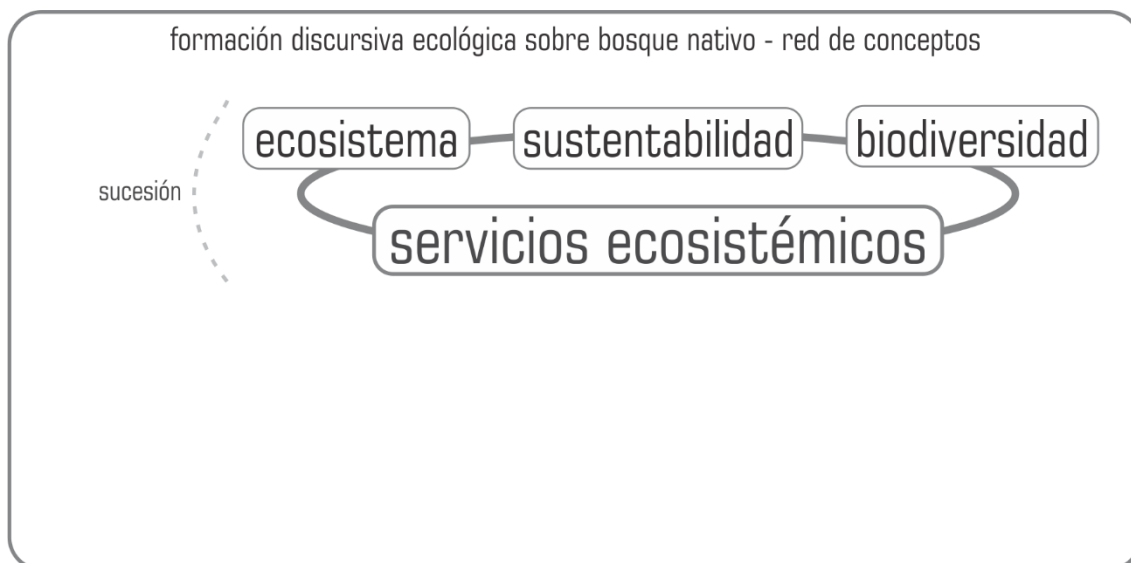 formación discursiva ecológica sobre bosque nativo - red de conceptos
ecosistema
sustentabilidad
biodiversidad
sucesión
servicios ecosistémicos